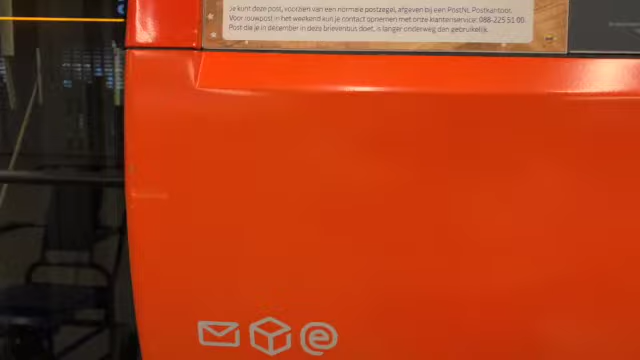 Je kunt deze post, voorzien van een normale postzegel, afgeven bij een PostNL Postkantoor.
Voor rouwpost in het weekend kun je contact opnemen met onze klantenservice: 088-225 51 00.
Post die je in december in deze brievenbus doet, is langer onderweg dan gebruikelijk.